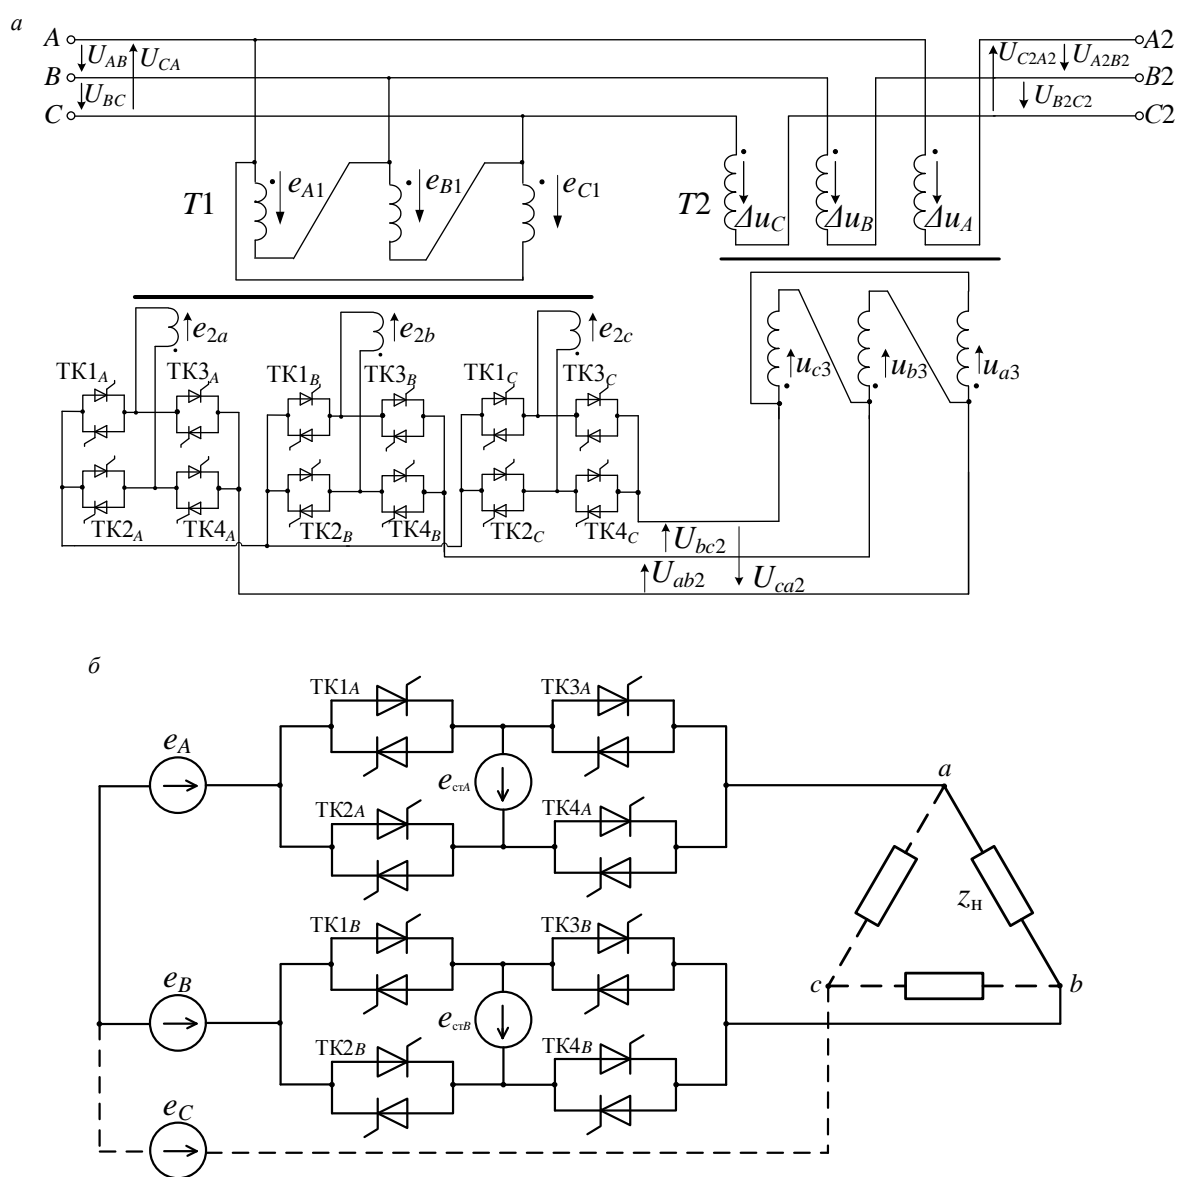 а
A U_AB U_CA U_C2A2 U_A2B2 A2
B U_BC U_B2C2 B2
C C2
T1 e_A1 e_B1 e_C1 T2 Δu_C Δu_B Δu_A
e_2a e_2b e_2c
ТК1_A ТК3_A ТК1_B ТК3_B ТК1_C ТК3_C u_c3 u_b3 u_a3
ТК2_A ТК4_A ТК2_B ТК4_B ТК2_C ТК4_C
U_bc2
U_ab2 U_ca2
б
ТК1A ТК3A
e_A e_стA a
ТК2A ТК4A
z_н
ТК1B ТК3B
e_B e_стB c b
ТК2B ТК4B
e_C